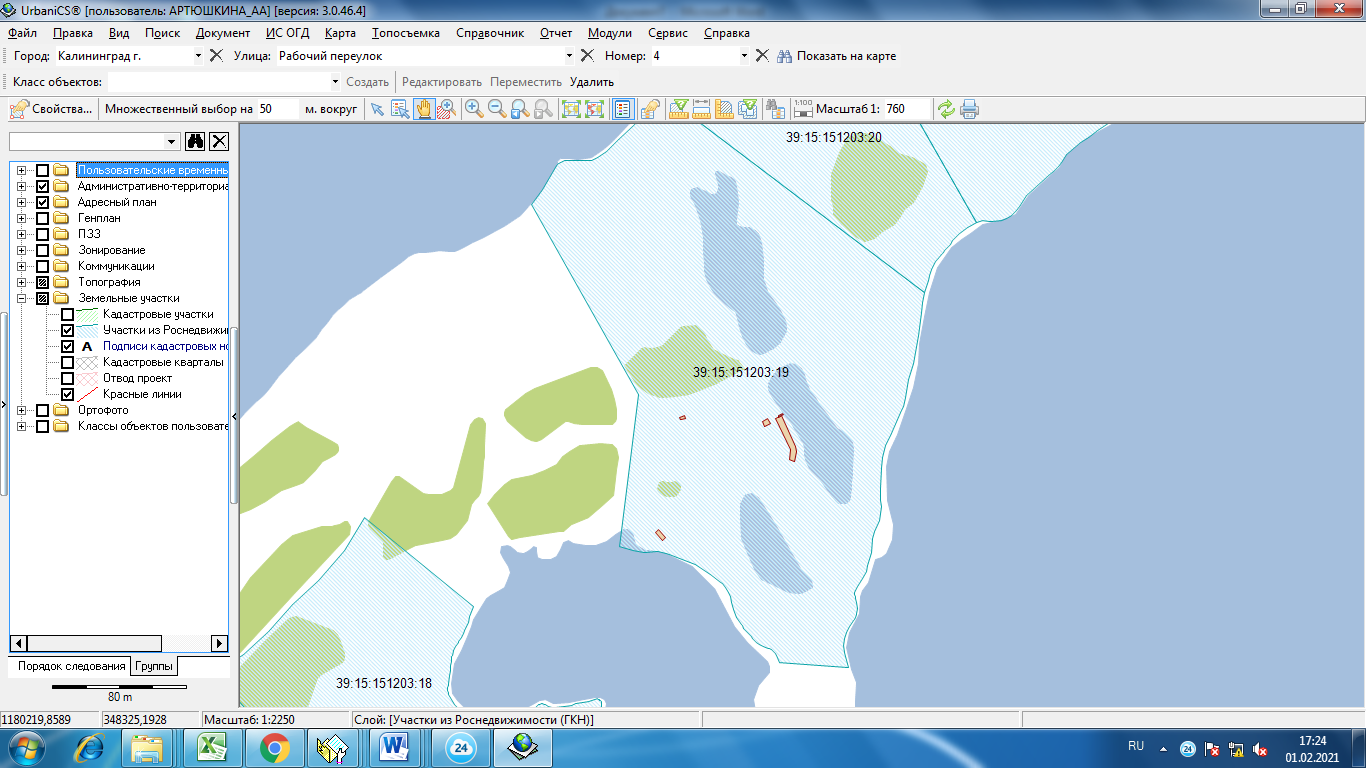 UrbaniCS® [пользователь: АРТЮШКИНА_АА] [версия: 3.0.46.4]
Файл Правка Вид Поиск Документ ИС ОГД Карта Топосъемка Справочник Отчет Модули Сервис Справка
Город: Калининград г. Улица: Рабочий переулок Номер: 4 Показать на карте
Класс объектов: Создать Редактировать Переместить Удалить
Свойства... Множественный выбор на 50 м. вокруг 1:100 Масштаб 1: 760
Пользовательские временны
Административно-территориа
Адресный план
Генплан
ПЗЗ
Зонирование
Коммуникации
Топография
Земельные участки
Кадастровые участки
Участки из Роснедвижи
А Подписи кадастровых но
Кадастровые кварталы
Отвод проект
Красные линии
Ортофото
Классы объектов пользовате
Порядок следования Группы
80 m
39:15:151203:20
39:15:151203:19
39:15:151203:18
1180219,8589 348325,1928 Масштаб: 1:2250 Слой: [Участки из Роснедвижимости (ГКН)]
24 RU 24 17:24
01.02.2021